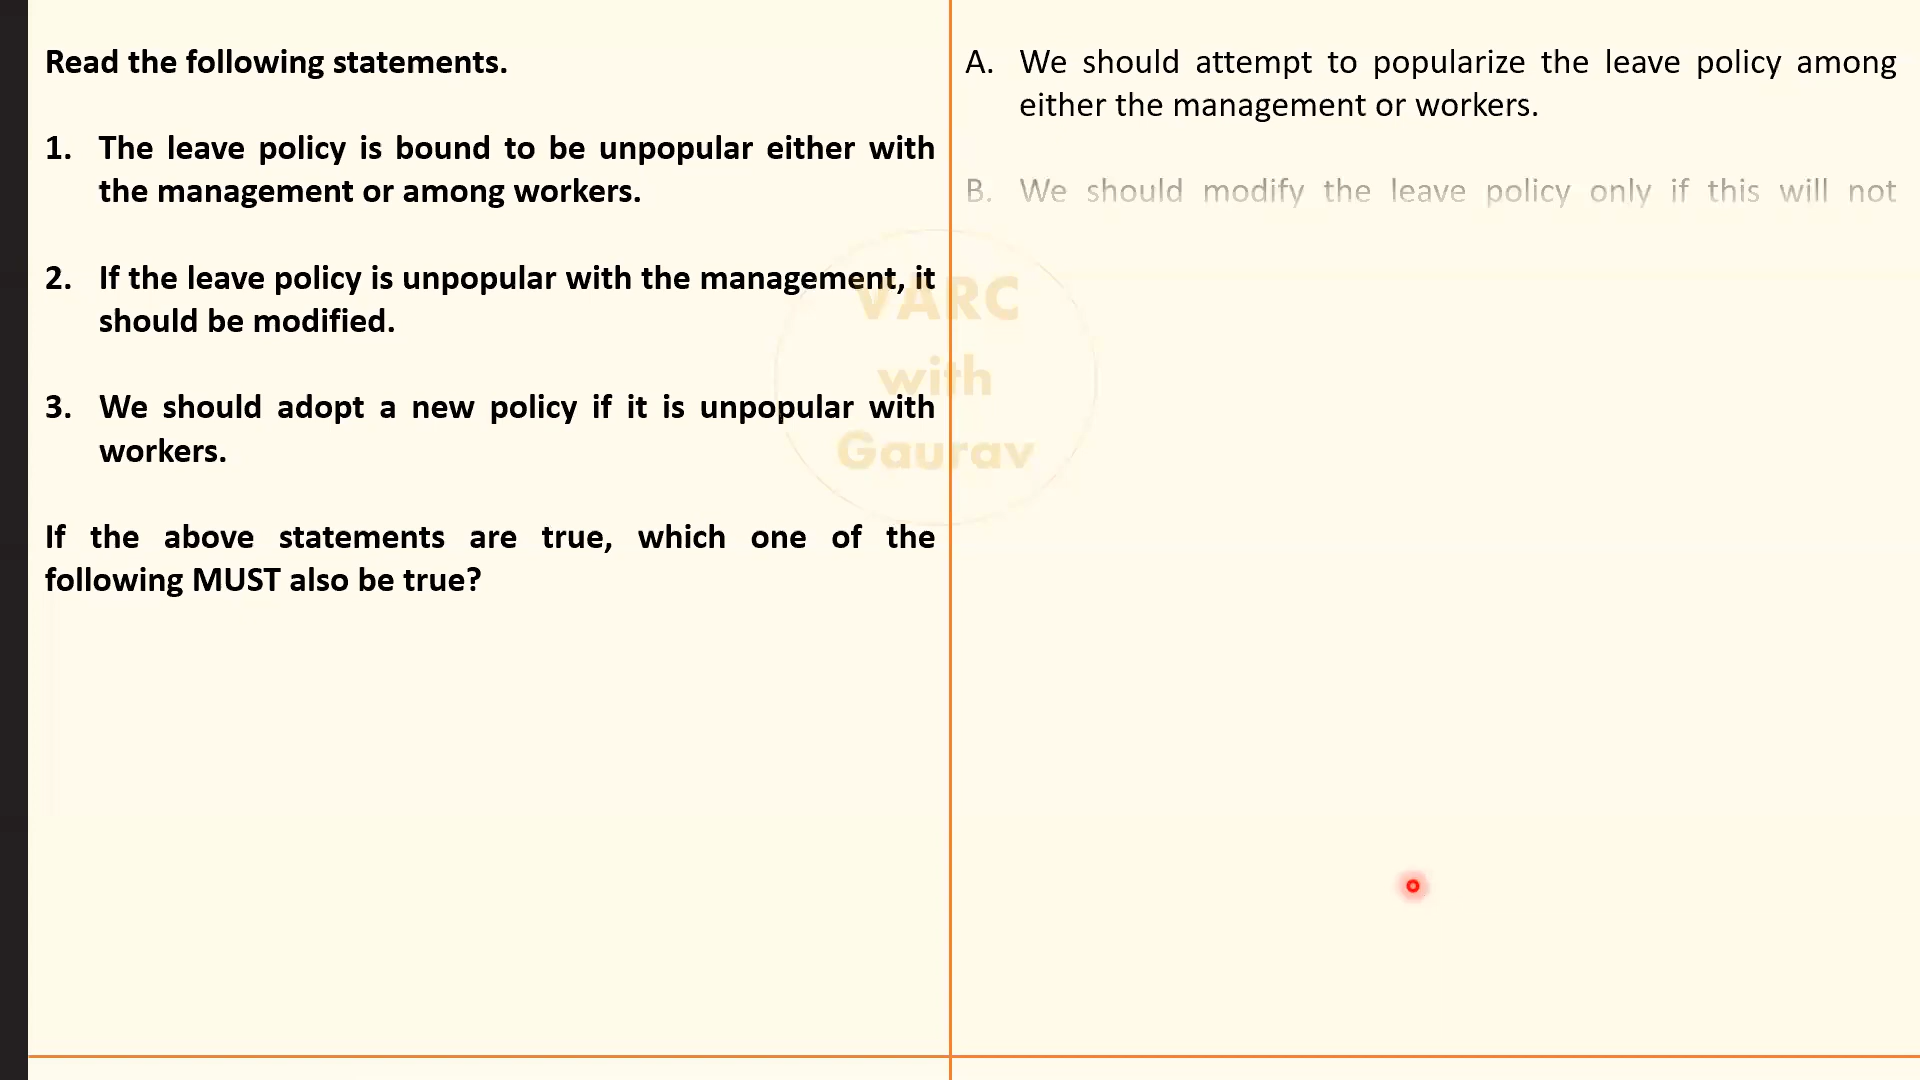 Read the following statements.
1. The leave policy is bound to be unpopular either with
the management or among workers.
2. If the leave policy is unpopular with the management, it
should be modified.
3. We should adopt a new policy if it is unpopular with
workers.
If the above statements are true, which one of the
following MUST also be true?
A. We should attempt to popularize the leave policy among
either the management or workers.
B. We should modify the leave policy only if this will not
VARC
with
Gaurav